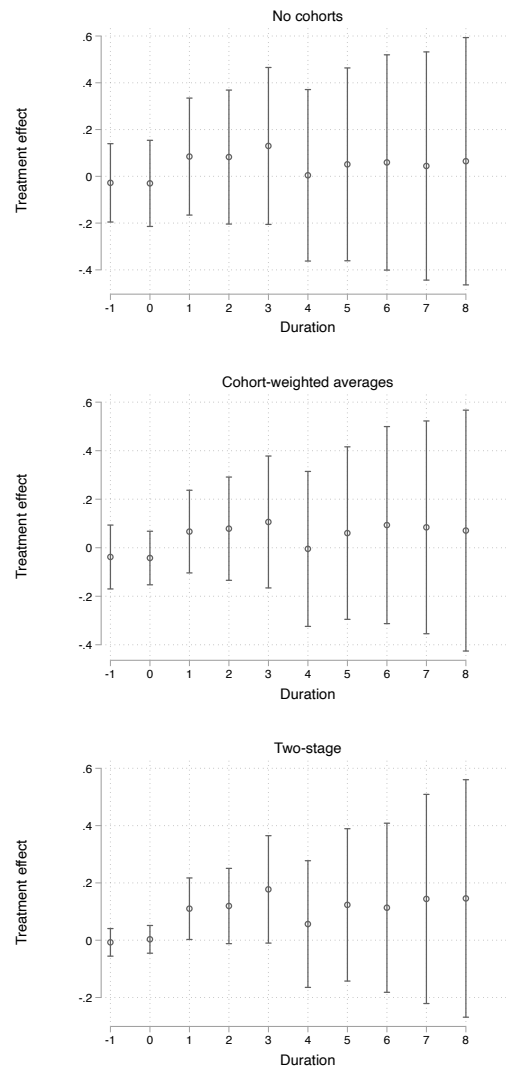 No cohorts
Treatment effect
.6
.4
.2
0
-.2
-.4
-1 0 1 2 3 4 5 6 7 8
Duration
Cohort-weighted averages
Treatment effect
.6
.4
.2
0
-.2
-.4
-1 0 1 2 3 4 5 6 7 8
Duration
Two-stage
Treatment effect
.6
.4
.2
0
-.2
-1 0 1 2 3 4 5 6 7 8
Duration